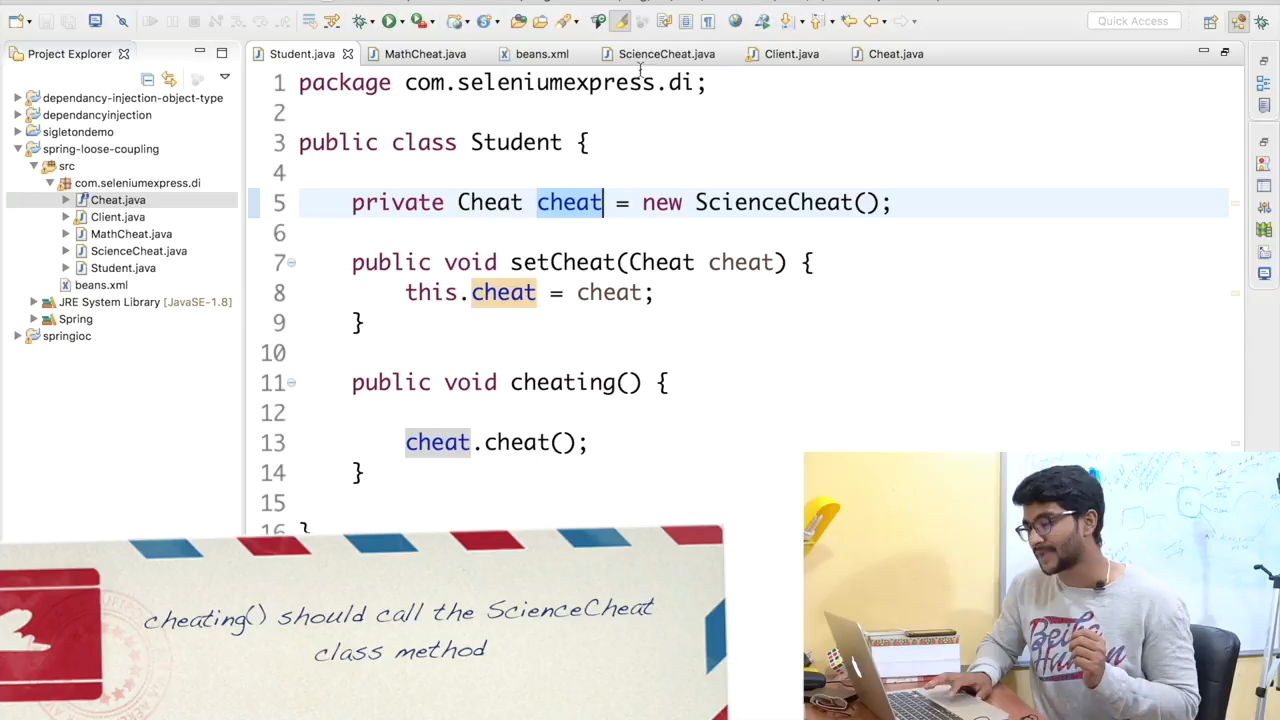 Quick Access
Project Explorer
Student.java
MathCheat.java
beans.xml
ScienceCheat.java
Client.java
Cheat.java
dependancy-injection-object-type
dependancyinjection
sigletondemo
spring-loose-coupling
src
com.seleniumexpress.di
Cheat.java
Client.java
MathCheat.java
ScienceCheat.java
Student.java
beans.xml
JRE System Library [JavaSE-1.8]
Spring
springioc
1 package com.seleniumexpress.di;
2
3 public class Student {
4
5 private Cheat cheat = new ScienceCheat();
6
7 public void setCheat(Cheat cheat) {
8 this.cheat = cheat;
9 }
10
11 public void cheating() {
12
13 cheat.cheat();
14 }
15
16 }
cheating() should call the ScienceCheat
class method
Being
Human